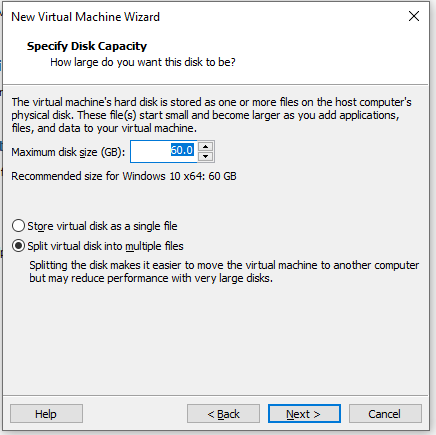 New Virtual Machine Wizard
Specify Disk Capacity
How large do you want this disk to be?
The virtual machine's hard disk is stored as one or more files on the host computer's
physical disk. These file(s) start small and become larger as you add applications,
files, and data to your virtual machine.
Maximum disk size (GB): 60.0
Recommended size for Windows 10 x64: 60 GB
Store virtual disk as a single file
Split virtual disk into multiple files
Splitting the disk makes it easier to move the virtual machine to another computer
but may reduce performance with very large disks.
Help < Back Next > Cancel